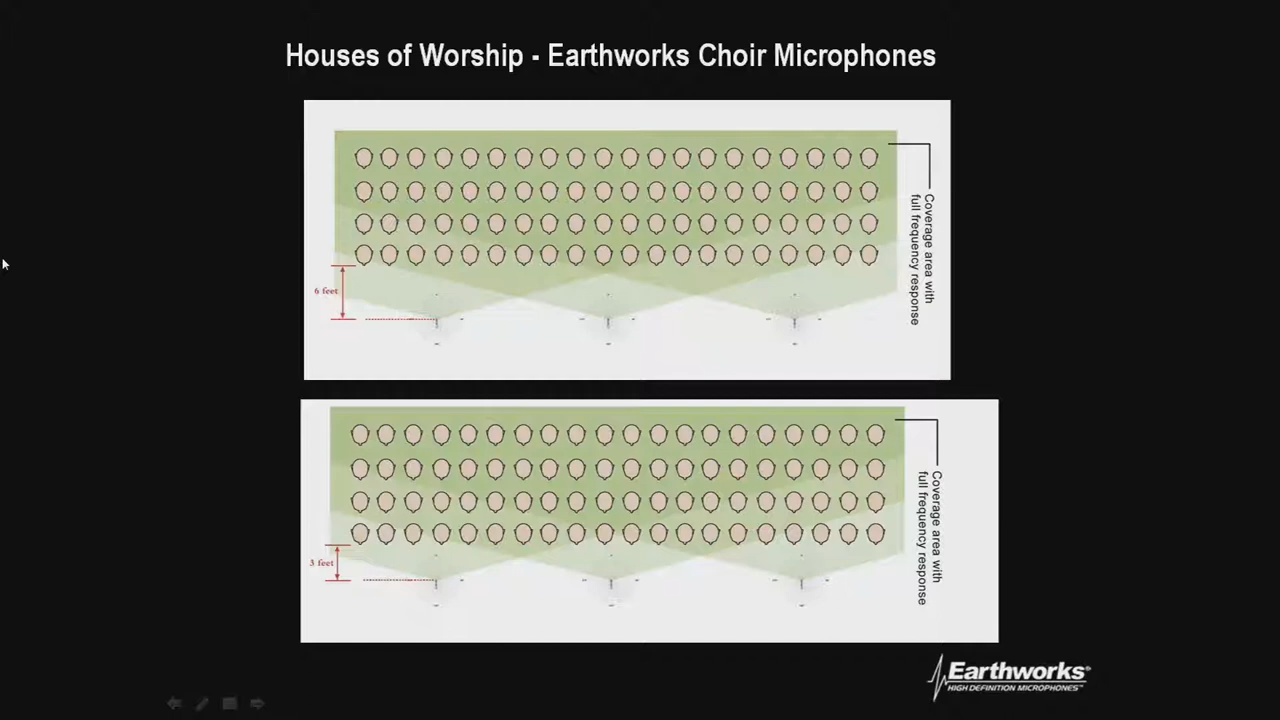 Houses of Worship - Earthworks Choir Microphones
Coverage area with
full frequency response
6 feet
Coverage area with
full frequency response
3 feet
Earthworks®
HIGH DEFINITION MICROPHONES™